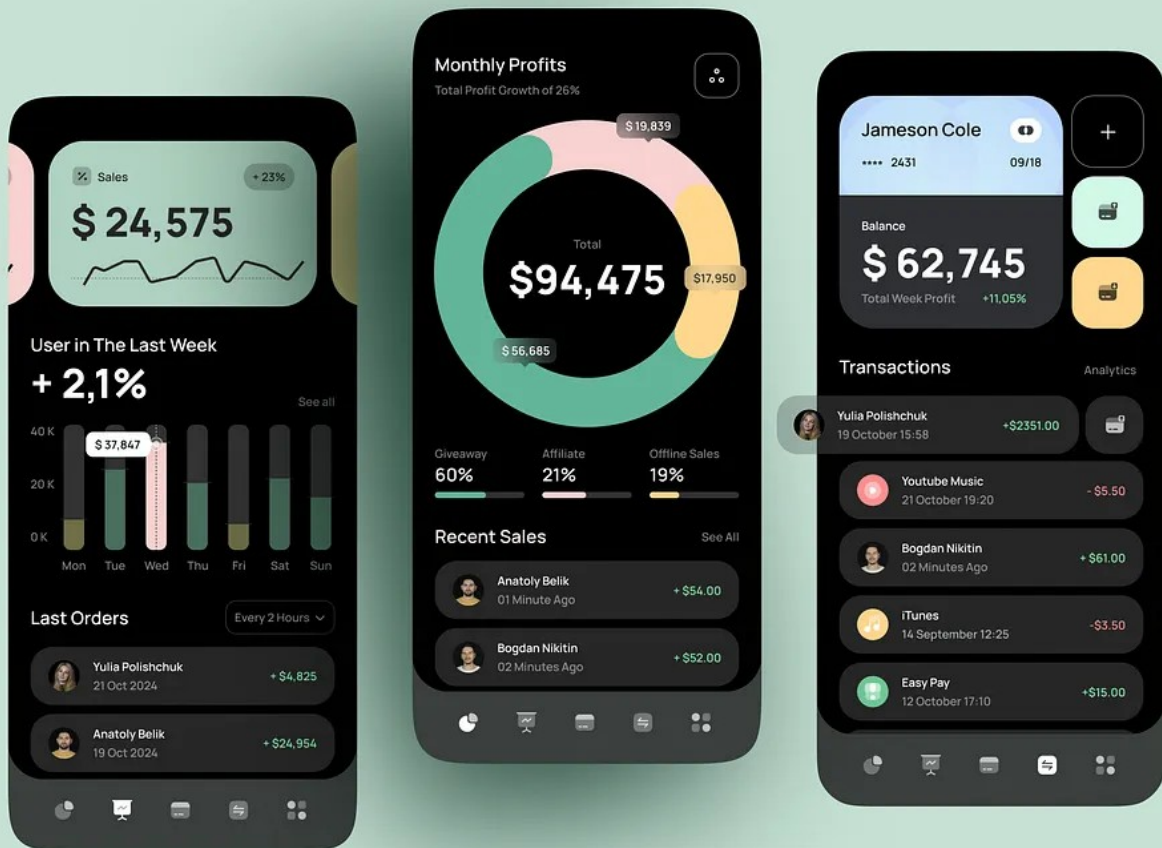 Sales
+ 23%
$ 24,575
User in The Last Week
+ 2,1%
See all
40 K
20 K
0 K
$ 37,847
Mon Tue Wed Thu Fri Sat Sun
Last Orders
Every 2 Hours
Yulia Polishchuk
21 Oct 2024
+ $4,825
Anatoly Belik
19 Oct 2024
+ $24,954
Monthly Profits
Total Profit Growth of 26%
$ 19,839
Total
$94,475
$17,950
$ 56,685
Giveaway Affiliate Offline Sales
60% 21% 19%
Recent Sales
See All
Anatoly Belik
01 Minute Ago
+ $54.00
Bogdan Nikitin
02 Minutes Ago
+ $52.00
Jameson Cole
•••• 2431
09/18
Balance
$ 62,745
Total Week Profit
+11,05%
Transactions
Analytics
Yulia Polishchuk
19 October 15:58
+$2351.00
Youtube Music
21 October 19:20
- $5.50
Bogdan Nikitin
02 Minutes Ago
+ $61.00
iTunes
14 September 12:25
-$3.50
Easy Pay
12 October 17:10
+$15.00